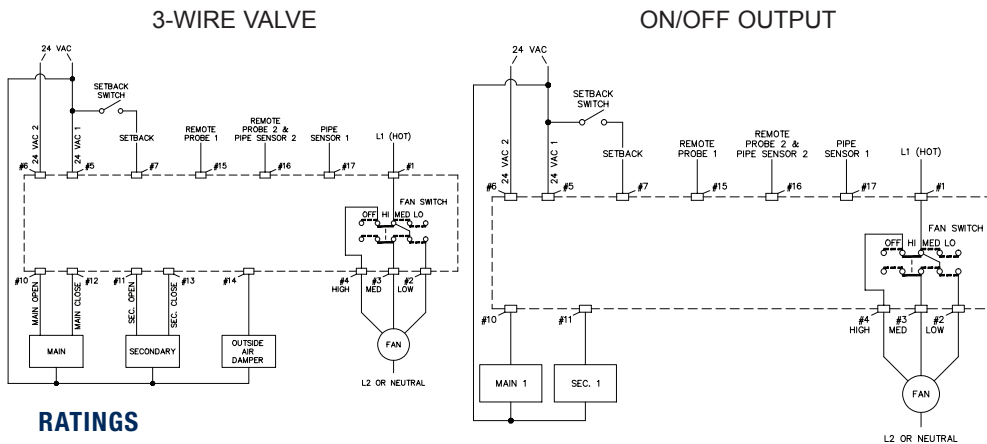 3-WIRE VALVE
24 VAC
SETBACK
SWITCH
24 VAC 2
24 VAC 1
SETBACK
REMOTE
PROBE 1
REMOTE
PROBE 2 &
PIPE SENSOR 2
PIPE
SENSOR 1
L1 (HOT)
#6
#5
#7
#15
#16
#17
#1
FAN SWITCH
OFF HI MED LO
#10
#12
#11
#13
#14
#4
#3
#2
HIGH
MED
LOW
MAIN OPEN
MAIN CLOSE
SEC. OPEN
SEC. CLOSE
MAIN
SECONDARY
OUTSIDE
AIR
DAMPER
FAN
L2 OR NEUTRAL
ON/OFF OUTPUT
24 VAC
SETBACK
SWITCH
24 VAC 2
24 VAC 1
SETBACK
REMOTE
PROBE 1
REMOTE
PROBE 2 &
PIPE SENSOR 2
PIPE
SENSOR 1
L1 (HOT)
#6
#5
#7
#15
#16
#17
#1
FAN SWITCH
OFF HI MED LO
#10
#11
#4
#3
#2
HIGH
MED
LOW
MAIN 1
SEC. 1
FAN
L2 OR NEUTRAL
RATINGS